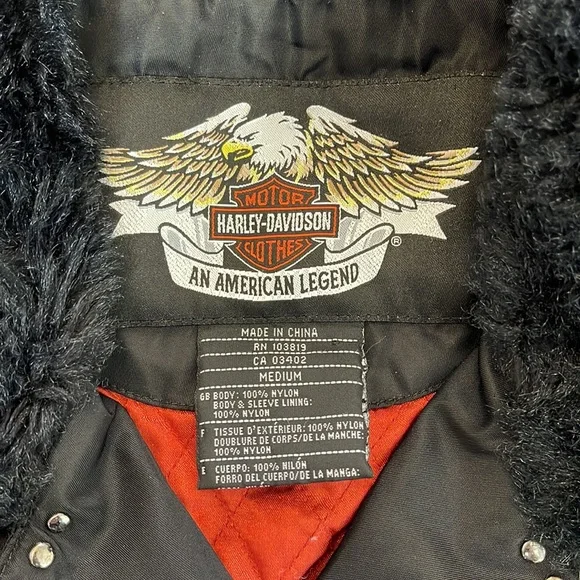 MOTOR
HARLEY-DAVIDSON
CLOTHES
®
AN AMERICAN LEGEND
MADE IN CHINA
RN 103819
CA 03402
MEDIUM
GB BODY: 100% NYLON
BODY & SLEEVE LINING:
100% NYLON
F TISSUE D'EXTÉRIEUR: 100% NYLON
DOUBLURE DE CORPS/DE LA MANCHE:
100% NYLON
E CUERPO: 100% NILÓN
FORRO DEL CUERPO/DE LA MANGA:
100% NILÓN